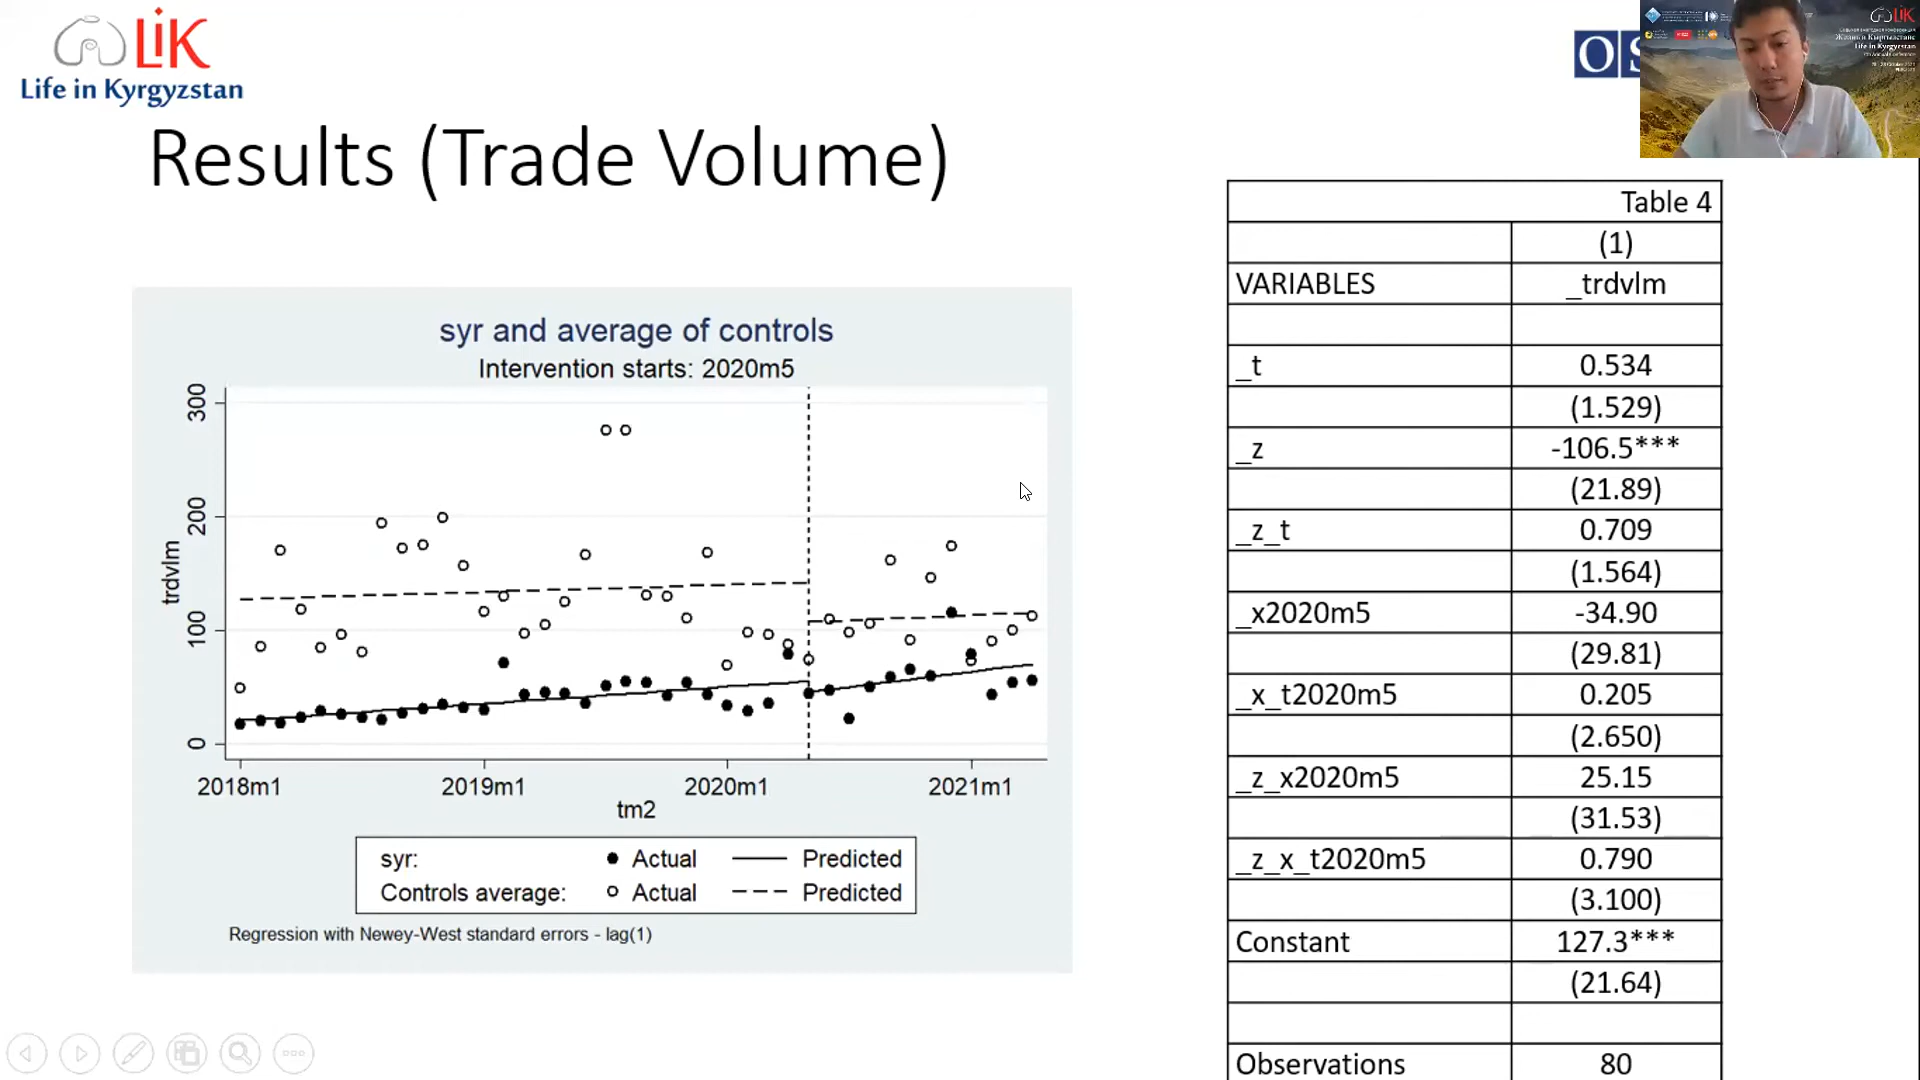 LiK
Life in Kyrgyzstan
Results (Trade Volume)
syr and average of controls
Intervention starts: 2020m5
trdvlm
300
200
100
0
2018m1
2019m1
2020m1
2021m1
tm2
syr: Actual Predicted
Controls average: Actual Predicted
Regression with Newey-West standard errors - lag(1)
Table 4
(1)
VARIABLES _trdvlm
_t 0.534
(1.529)
_z -106.5***
(21.89)
_z_t 0.709
(1.564)
_x2020m5 -34.90
(29.81)
_x_t2020m5 0.205
(2.650)
_z_x2020m5 25.15
(31.53)
_z_x_t2020m5 0.790
(3.100)
Constant 127.3***
(21.64)
Observations 80
LiK
Life in Kyrgyzstan